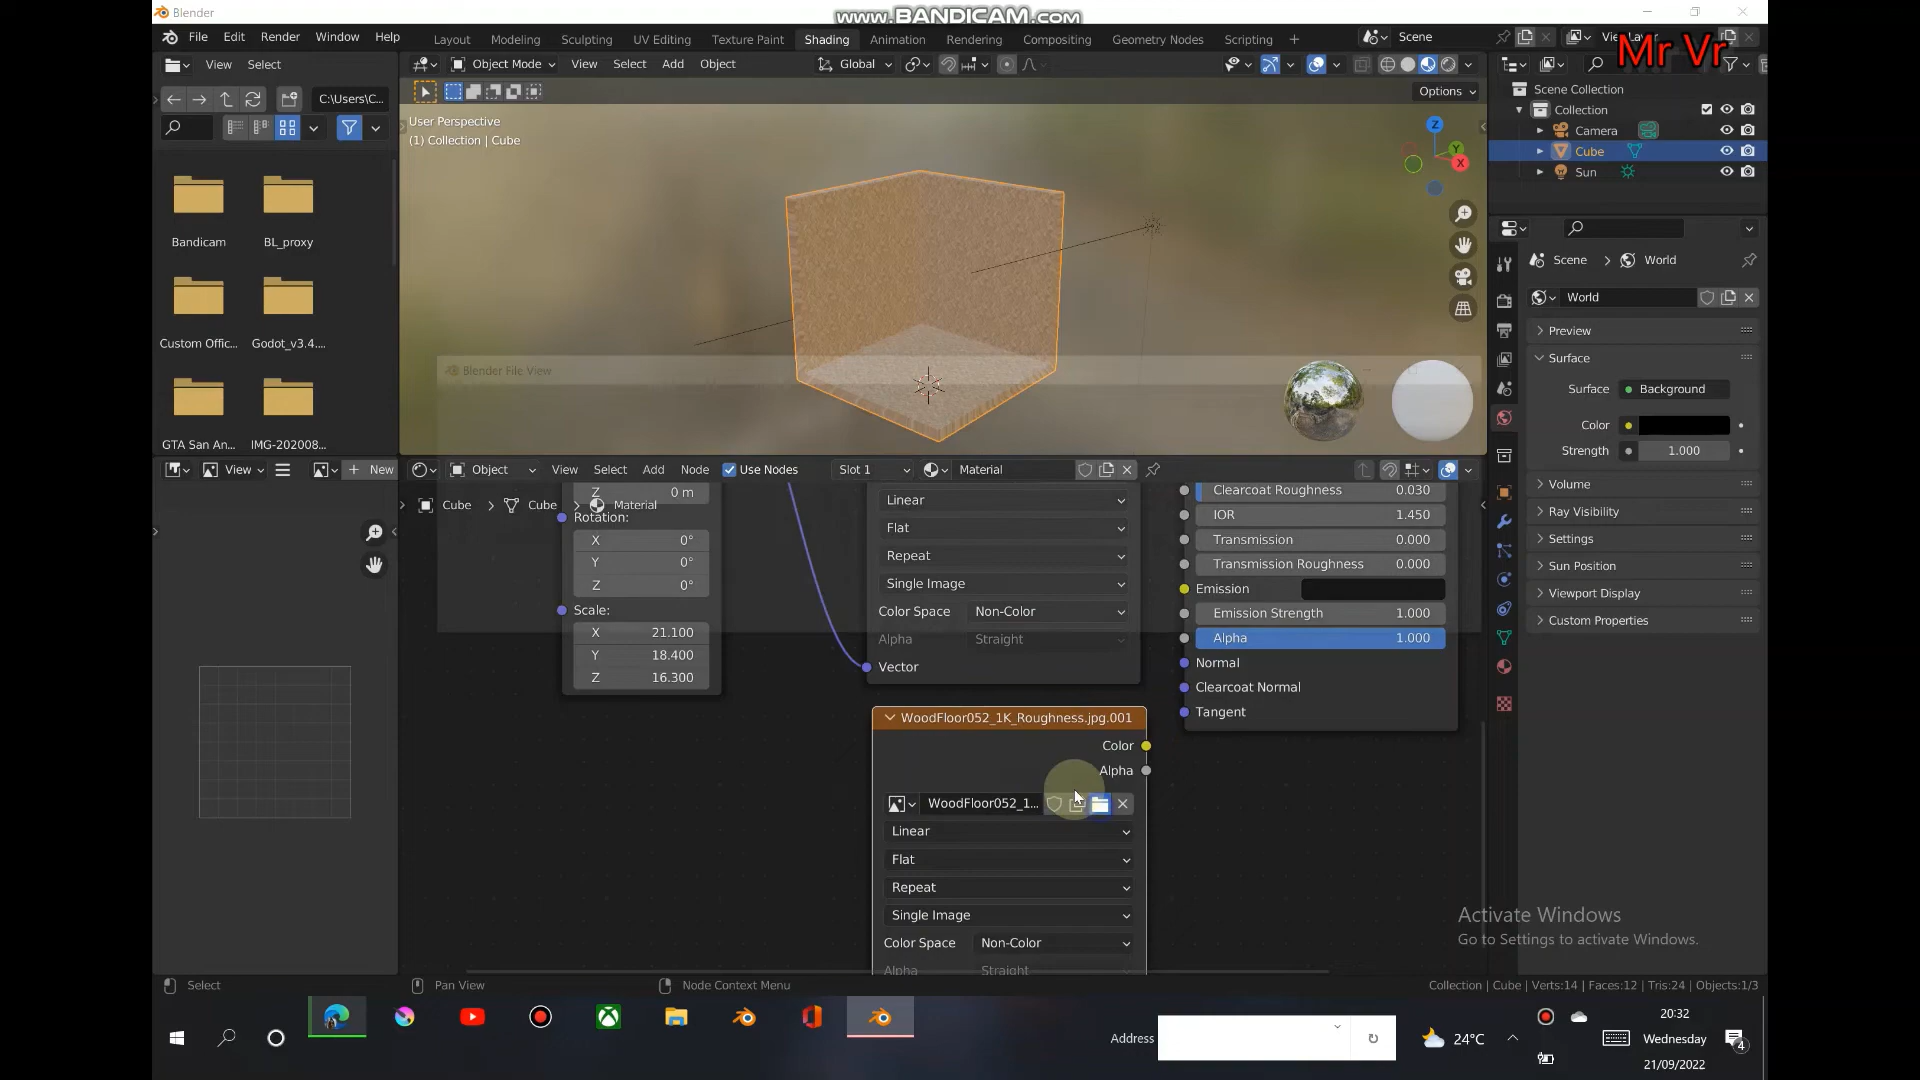 Blender
www.BANDICAM.com
File Edit Render Window Help
Layout Modeling Sculpting UV Editing Texture Paint Shading Animation Rendering Compositing Geometry Nodes Scripting +
Scene
Mr Vr
View Select
Object Mode View Select Add Object
Global
C:\Users\C...
Options
User Perspective
(1) Collection | Cube
Z
Y
X
Bandicam
BL_proxy
Custom Offic...
Godot_v3.4....
GTA San An...
IMG-202008...
Blender File View
Scene Collection
Collection
Camera
Cube
Sun
Scene > World
World
Preview
Surface
Surface Background
Color
Strength 1.000
Volume
Ray Visibility
Settings
Sun Position
Viewport Display
Custom Properties
View
+ New
Object View Select Add Node Use Nodes Slot 1 Material
Cube > Cube > Material
Z 0 m
Rotation:
X 0°
Y 0°
Z 0°
Scale:
X 21.100
Y 18.400
Z 16.300
Linear
Flat
Repeat
Single Image
Color Space Non-Color
Alpha Straight
Vector
Clearcoat Roughness 0.030
IOR 1.450
Transmission 0.000
Transmission Roughness 0.000
Emission
Emission Strength 1.000
Alpha 1.000
Normal
Clearcoat Normal
Tangent
WoodFloor052_1K_Roughness.jpg.001
Color
Alpha
WoodFloor052_1...
Linear
Flat
Repeat
Single Image
Color Space Non-Color
Alpha Straight
Activate Windows
Go to Settings to activate Windows.
Select
Pan View
Node Context Menu
Collection | Cube | Verts:14 | Faces:12 | Tris:24 | Objects:1/3
Address
24°C
20:32
Wednesday
21/09/2022
4